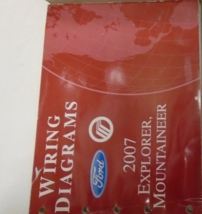 WIRING
DIAGRAMS
Ford
2007
EXPLORER,
MOUNTAINEER